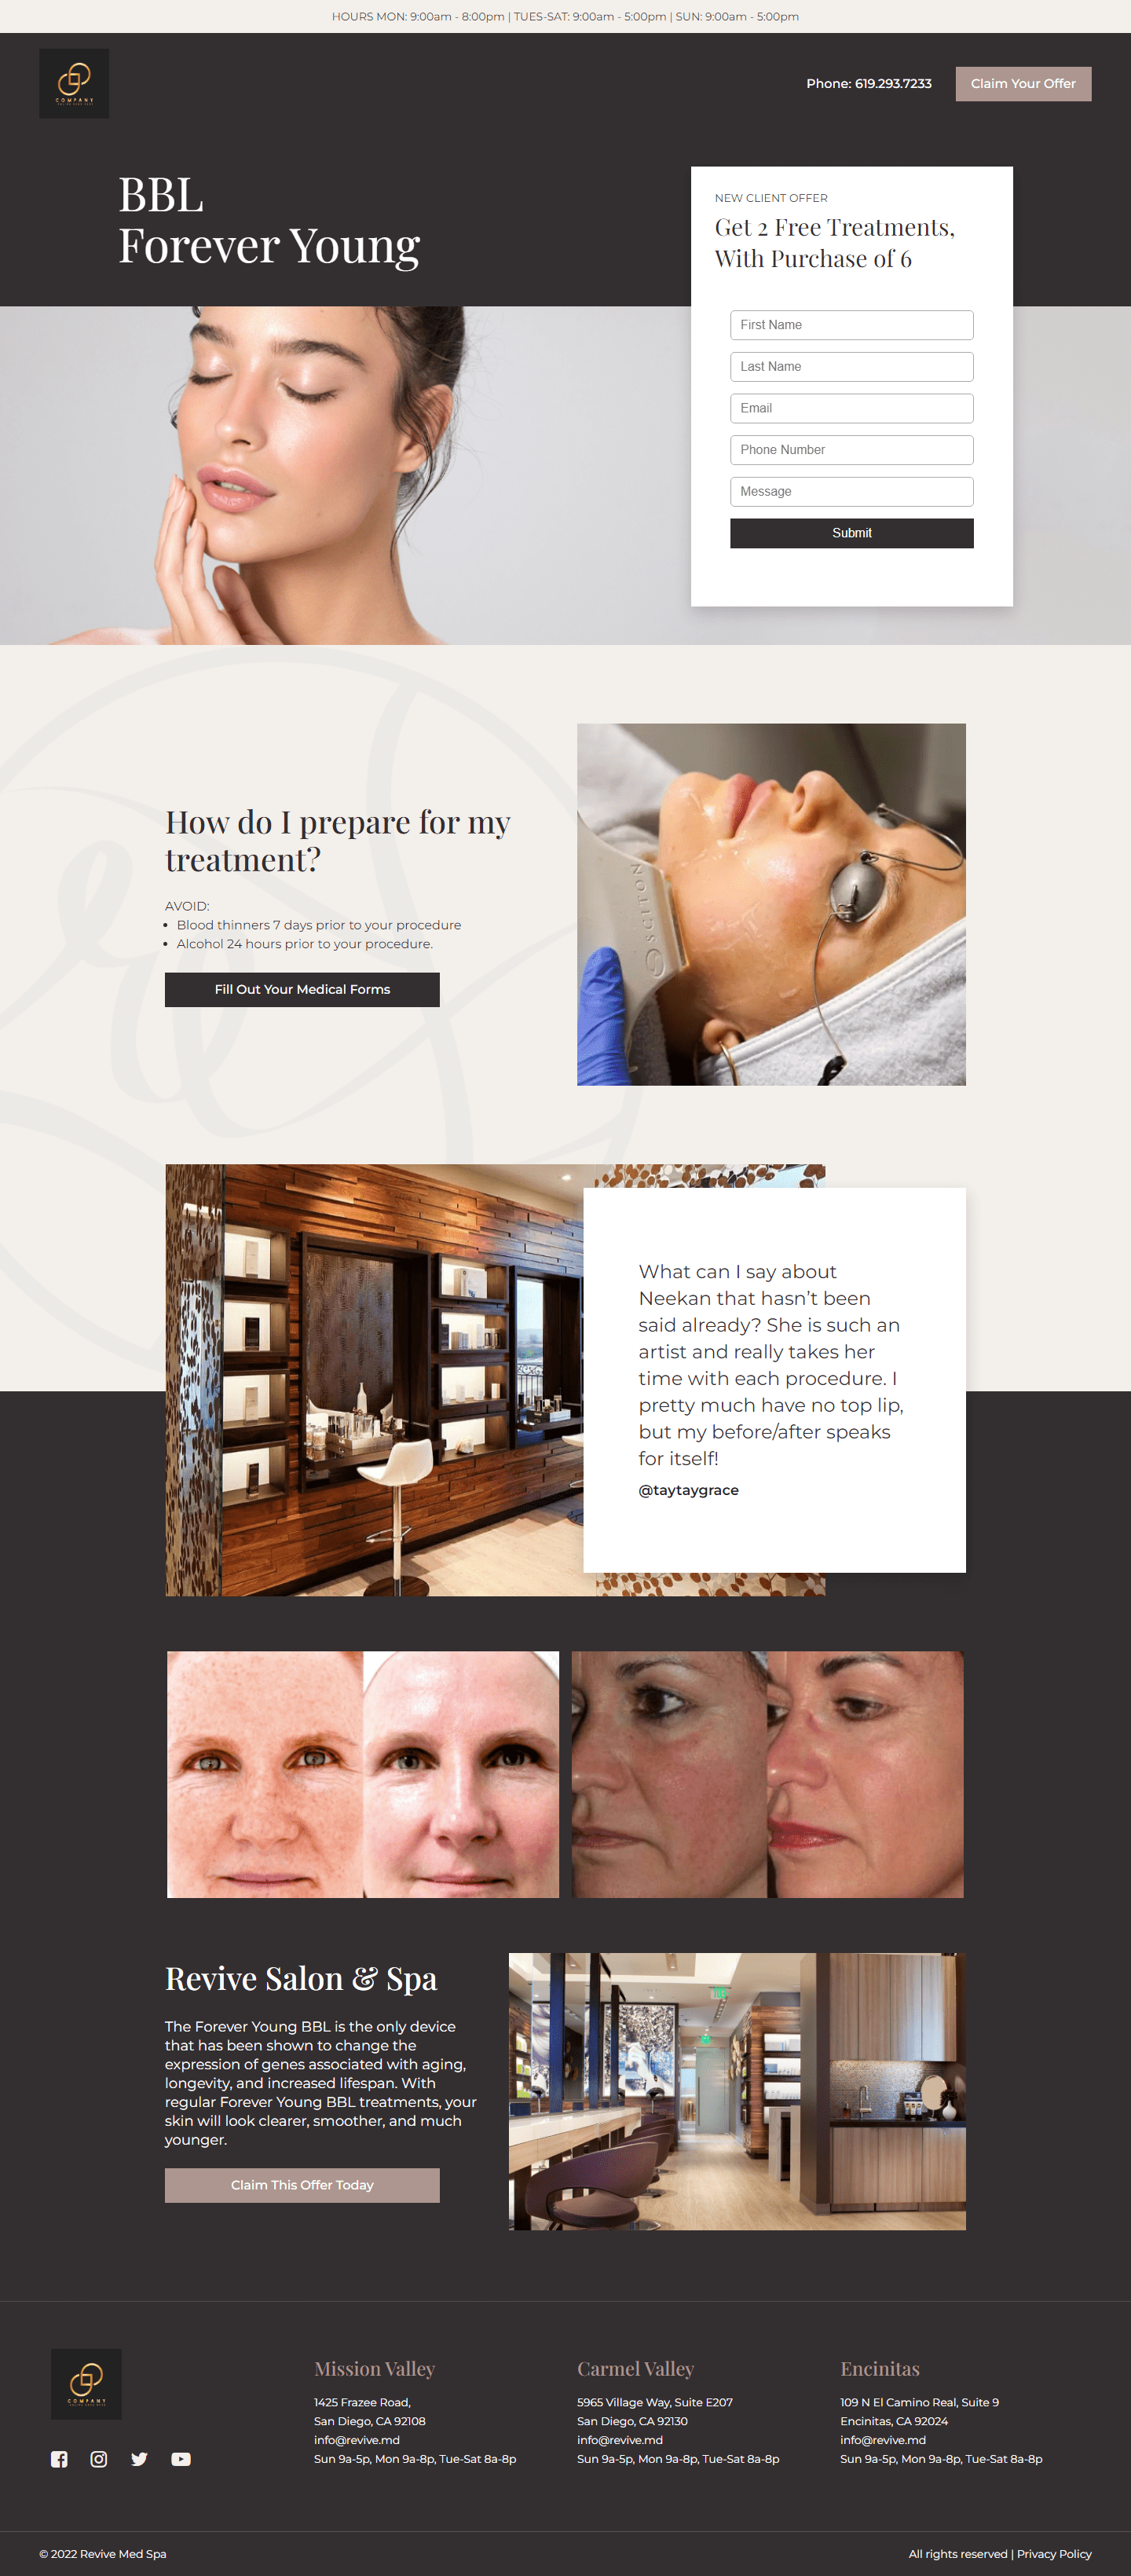 HOURS MON: 9:00am - 8:00pm | TUES-SAT: 9:00am - 5:00pm | SUN: 9:00am - 5:00pm
COMPANY
Phone: 619.293.7233
Claim Your Offer
BBL
Forever Young
NEW CLIENT OFFER
Get 2 Free Treatments,
With Purchase of 6
First Name
Last Name
Email
Phone Number
Message
Submit
How do I prepare for my
treatment?
AVOID:
• Blood thinners 7 days prior to your procedure
• Alcohol 24 hours prior to your procedure.
Fill Out Your Medical Forms
SCITON
What can I say about
Neekan that hasn’t been
said already? She is such an
artist and really takes her
time with each procedure. I
pretty much have no top lip,
but my before/after speaks
for itself!
@taytaygrace
Revive Salon & Spa
The Forever Young BBL is the only device
that has been shown to change the
expression of genes associated with aging,
longevity, and increased lifespan. With
regular Forever Young BBL treatments, your
skin will look clearer, smoother, and much
younger.
Claim This Offer Today
COMPANY
Mission Valley
1425 Frazee Road,
San Diego, CA 92108
info@revive.md
Sun 9a-5p, Mon 9a-8p, Tue-Sat 8a-8p
Carmel Valley
5965 Village Way, Suite E207
San Diego, CA 92130
info@revive.md
Sun 9a-5p, Mon 9a-8p, Tue-Sat 8a-8p
Encinitas
109 N El Camino Real, Suite 9
Encinitas, CA 92024
info@revive.md
Sun 9a-5p, Mon 9a-8p, Tue-Sat 8a-8p
© 2022 Revive Med Spa
All rights reserved | Privacy Policy